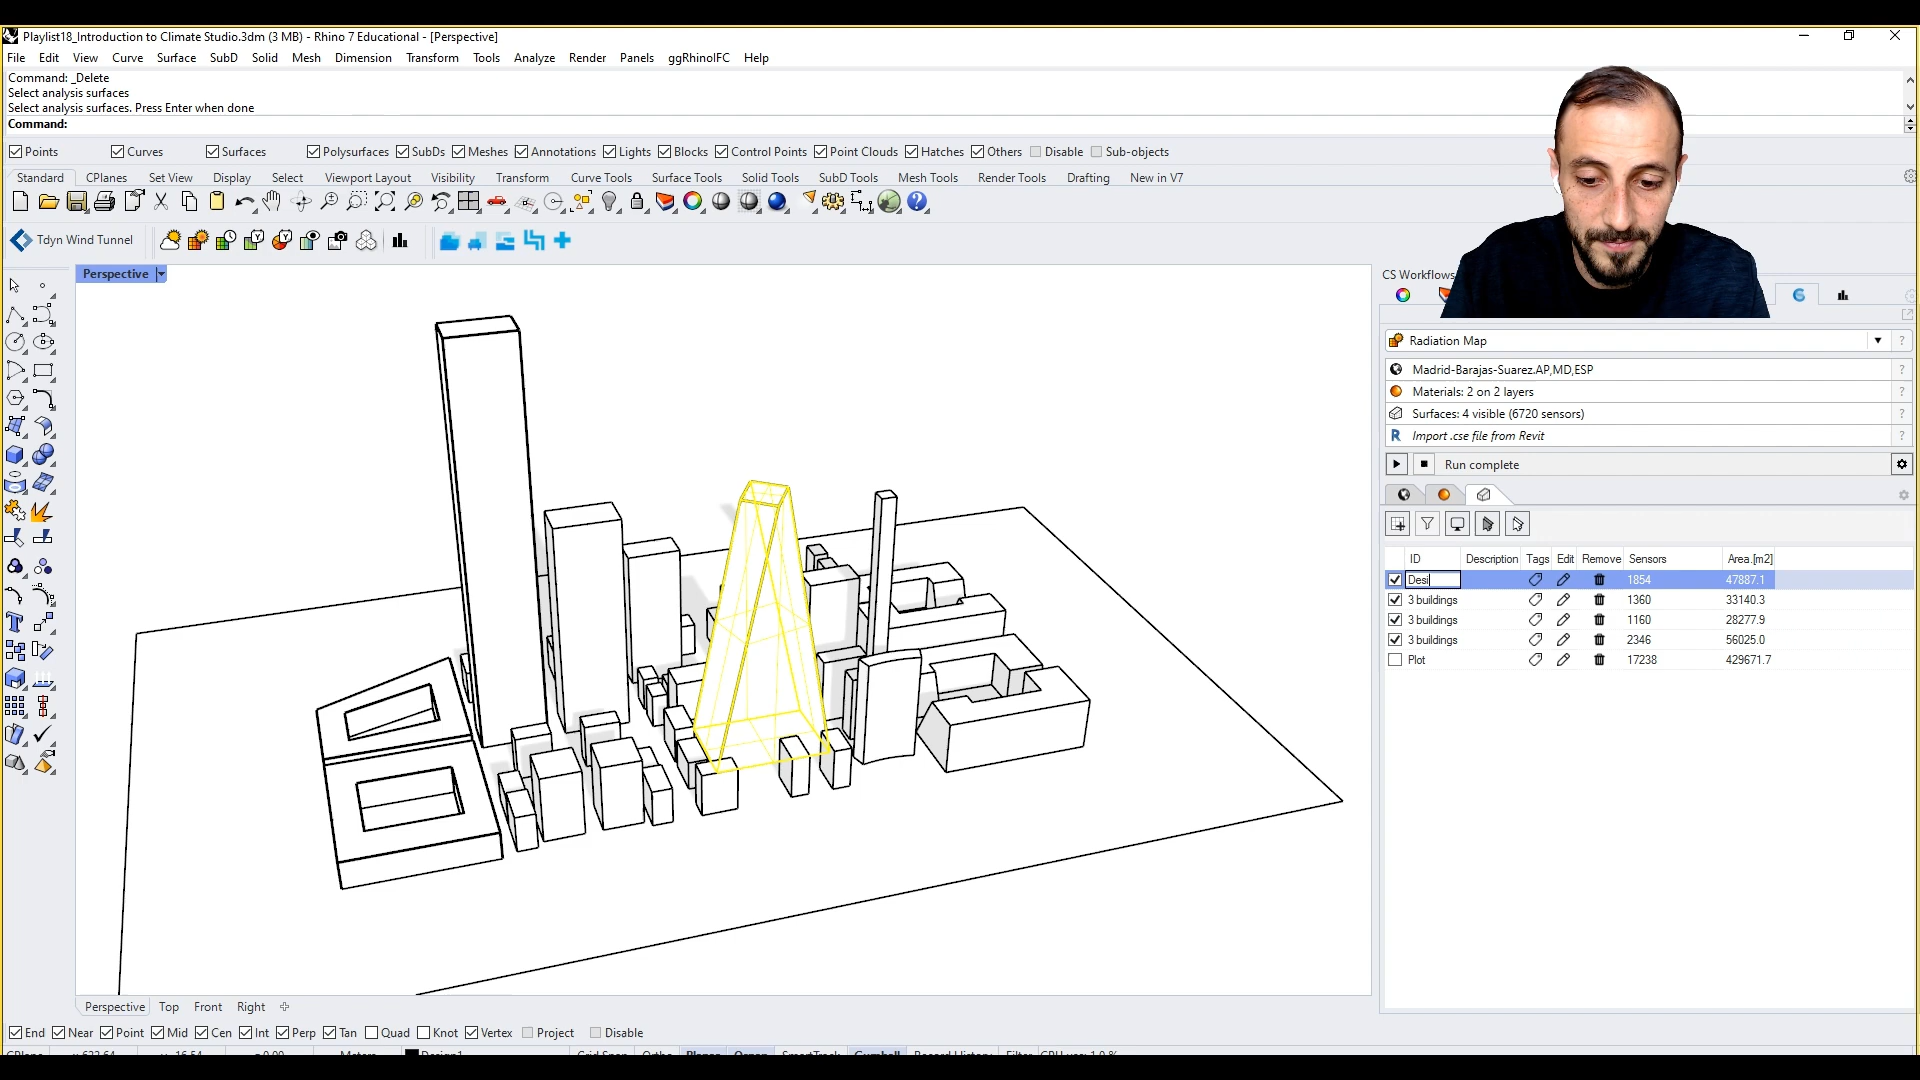 Playlist18_Introduction to Climate Studio.3dm (3 MB) - Rhino 7 Educational - [Perspective]
File Edit View Curve Surface SubD Solid Mesh Dimension Transform Tools Analyze Render Panels ggRhinoIFC Help
Command: _Delete
Select analysis surfaces
Select analysis surfaces. Press Enter when done
Command:
Points Curves Surfaces Polysurfaces SubDs Meshes Annotations Lights Blocks Control Points Point Clouds Hatches Others Disable Sub-objects
Standard CPlanes Set View Display Select Viewport Layout Visibility Transform Curve Tools Surface Tools Solid Tools SubD Tools Mesh Tools Render Tools Drafting New in V7
Tdyn Wind Tunnel
Perspective
CS Workflows
Radiation Map
Madrid-Barajas-Suarez.AP,MD,ESP
Materials: 2 on 2 layers
Surfaces: 4 visible (6720 sensors)
R Import .cse file from Revit
Run complete
ID Description Tags Edit Remove Sensors Area.[m2]
Desi 1854 47887.1
3 buildings 1360 33140.3
3 buildings 1160 28277.9
3 buildings 2346 56025.0
Plot 17238 429671.7
Perspective Top Front Right
End Near Point Mid Cen Int Perp Tan Quad Knot Vertex Project Disable